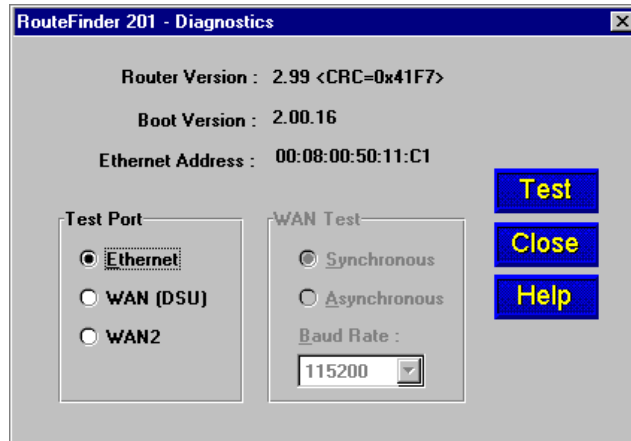 RouteFinder 201 - Diagnostics
Router Version : 2.99 <CRC=0x41F7>
Boot Version : 2.00.16
Ethernet Address : 00:08:00:50:11:C1
Test Port
Ethernet
WAN (DSU)
WAN2
WAN Test
Synchronous
Asynchronous
Baud Rate :
115200
Test
Close
Help